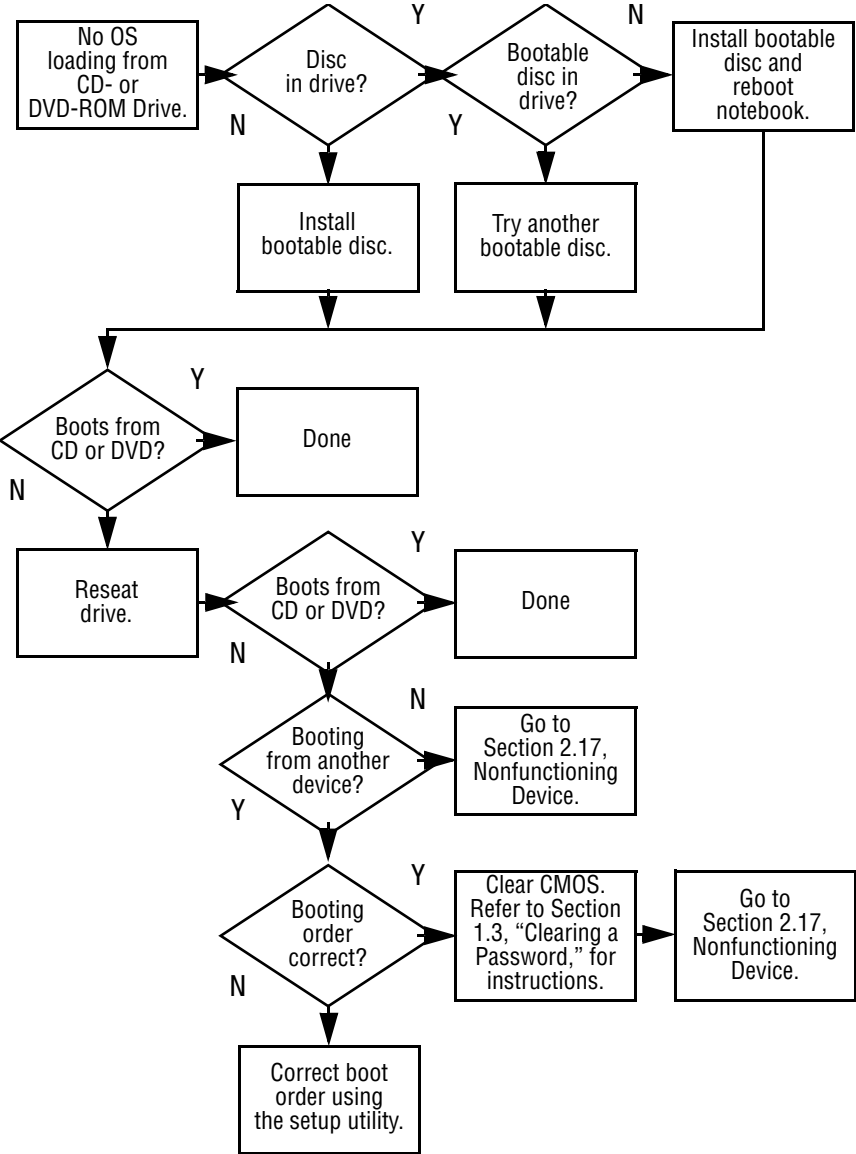 No OS
loading from
CD- or
DVD-ROM Drive.
Disc
in drive?
Y
N
Bootable
disc in
drive?
N
Y
Install bootable
disc and
reboot
notebook.
Install
bootable disc.
Try another
bootable disc.
Boots from
CD or DVD?
Y
N
Done
Reseat
drive.
Boots from
CD or DVD?
Y
N
Done
Booting
from another
device?
N
Y
Go to
Section 2.17,
Nonfunctioning
Device.
Booting
order
correct?
Y
N
Clear CMOS.
Refer to Section
1.3, “Clearing a
Password,” for
instructions.
Go to
Section 2.17,
Nonfunctioning
Device.
Correct boot
order using
the setup utility.